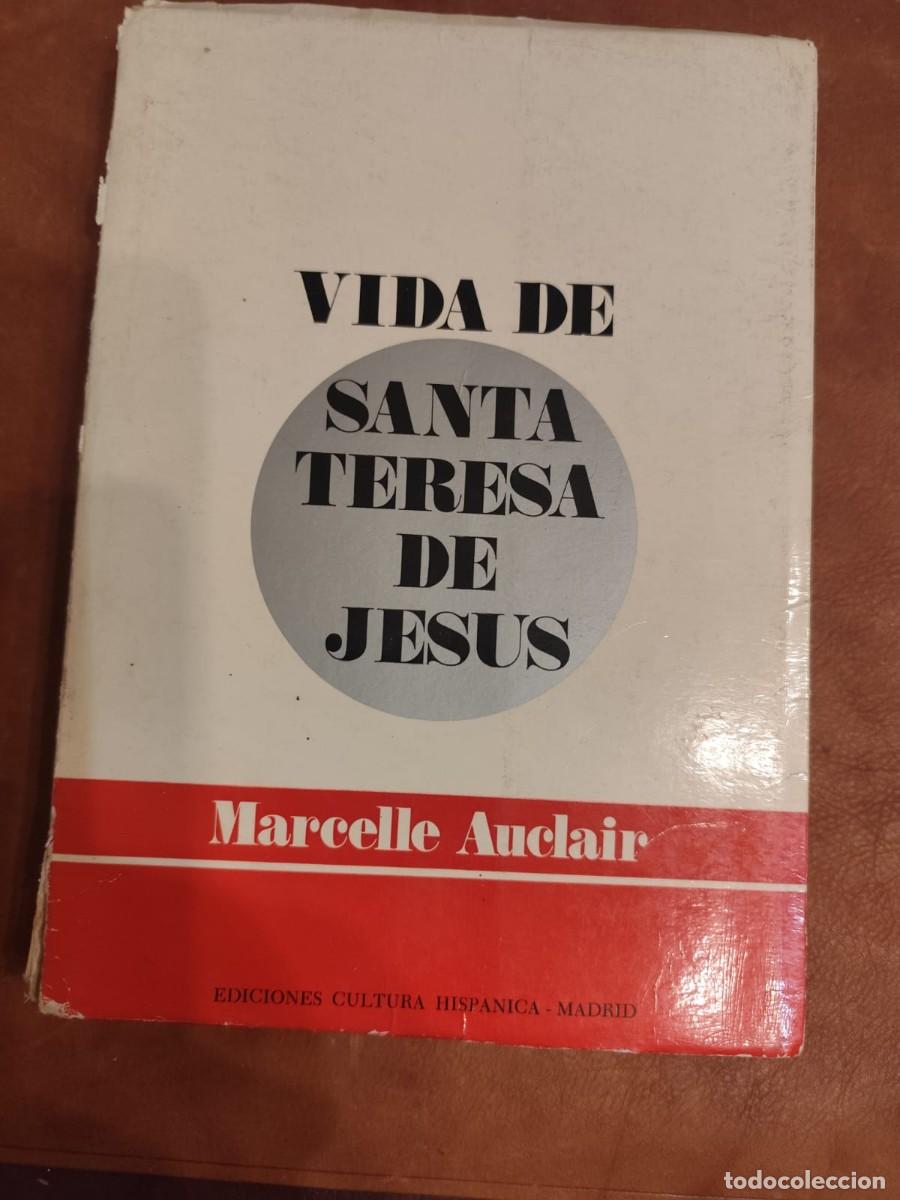 VIDA DE
SANTA
TERESA
DE
JESUS
Marcelle Auclair
EDICIONES CULTURA HISPANICA - MADRID
todocoleccion